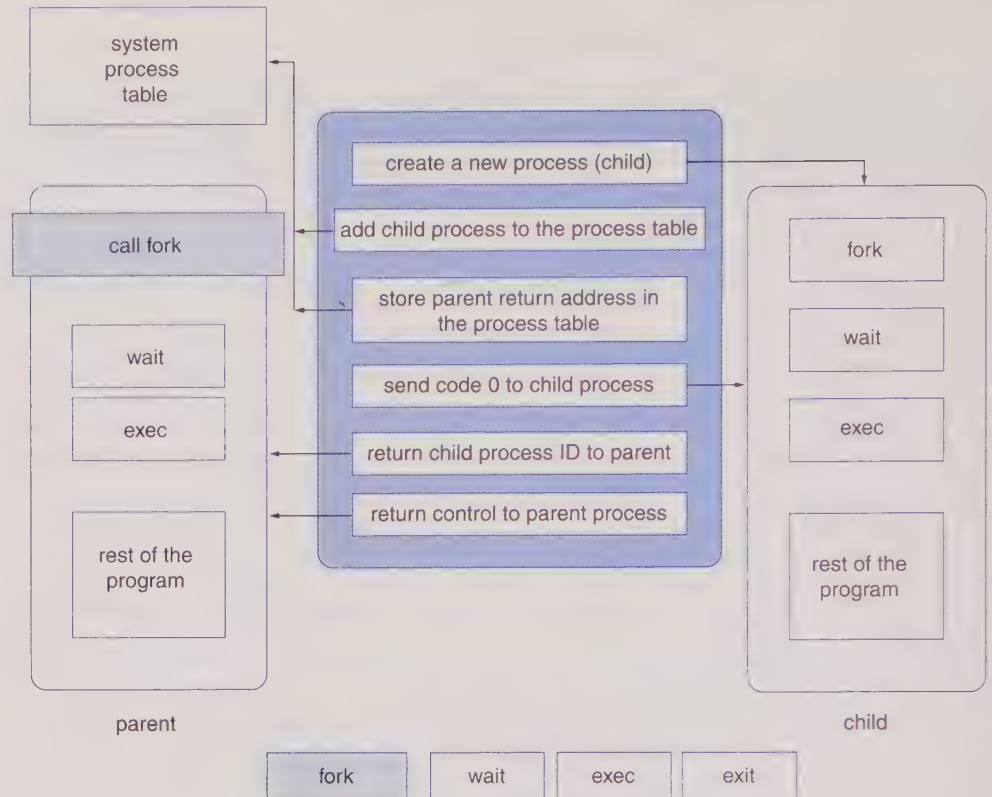 system
process
table
create a new process (child)
call fork
add child process to the process table
fork
store parent return address in
the process table
wait
wait
send code 0 to child process
exec
exec
return child process ID to parent
return control to parent process
rest of the
program
rest of the
program
parent
child
fork
wait
exec
exit